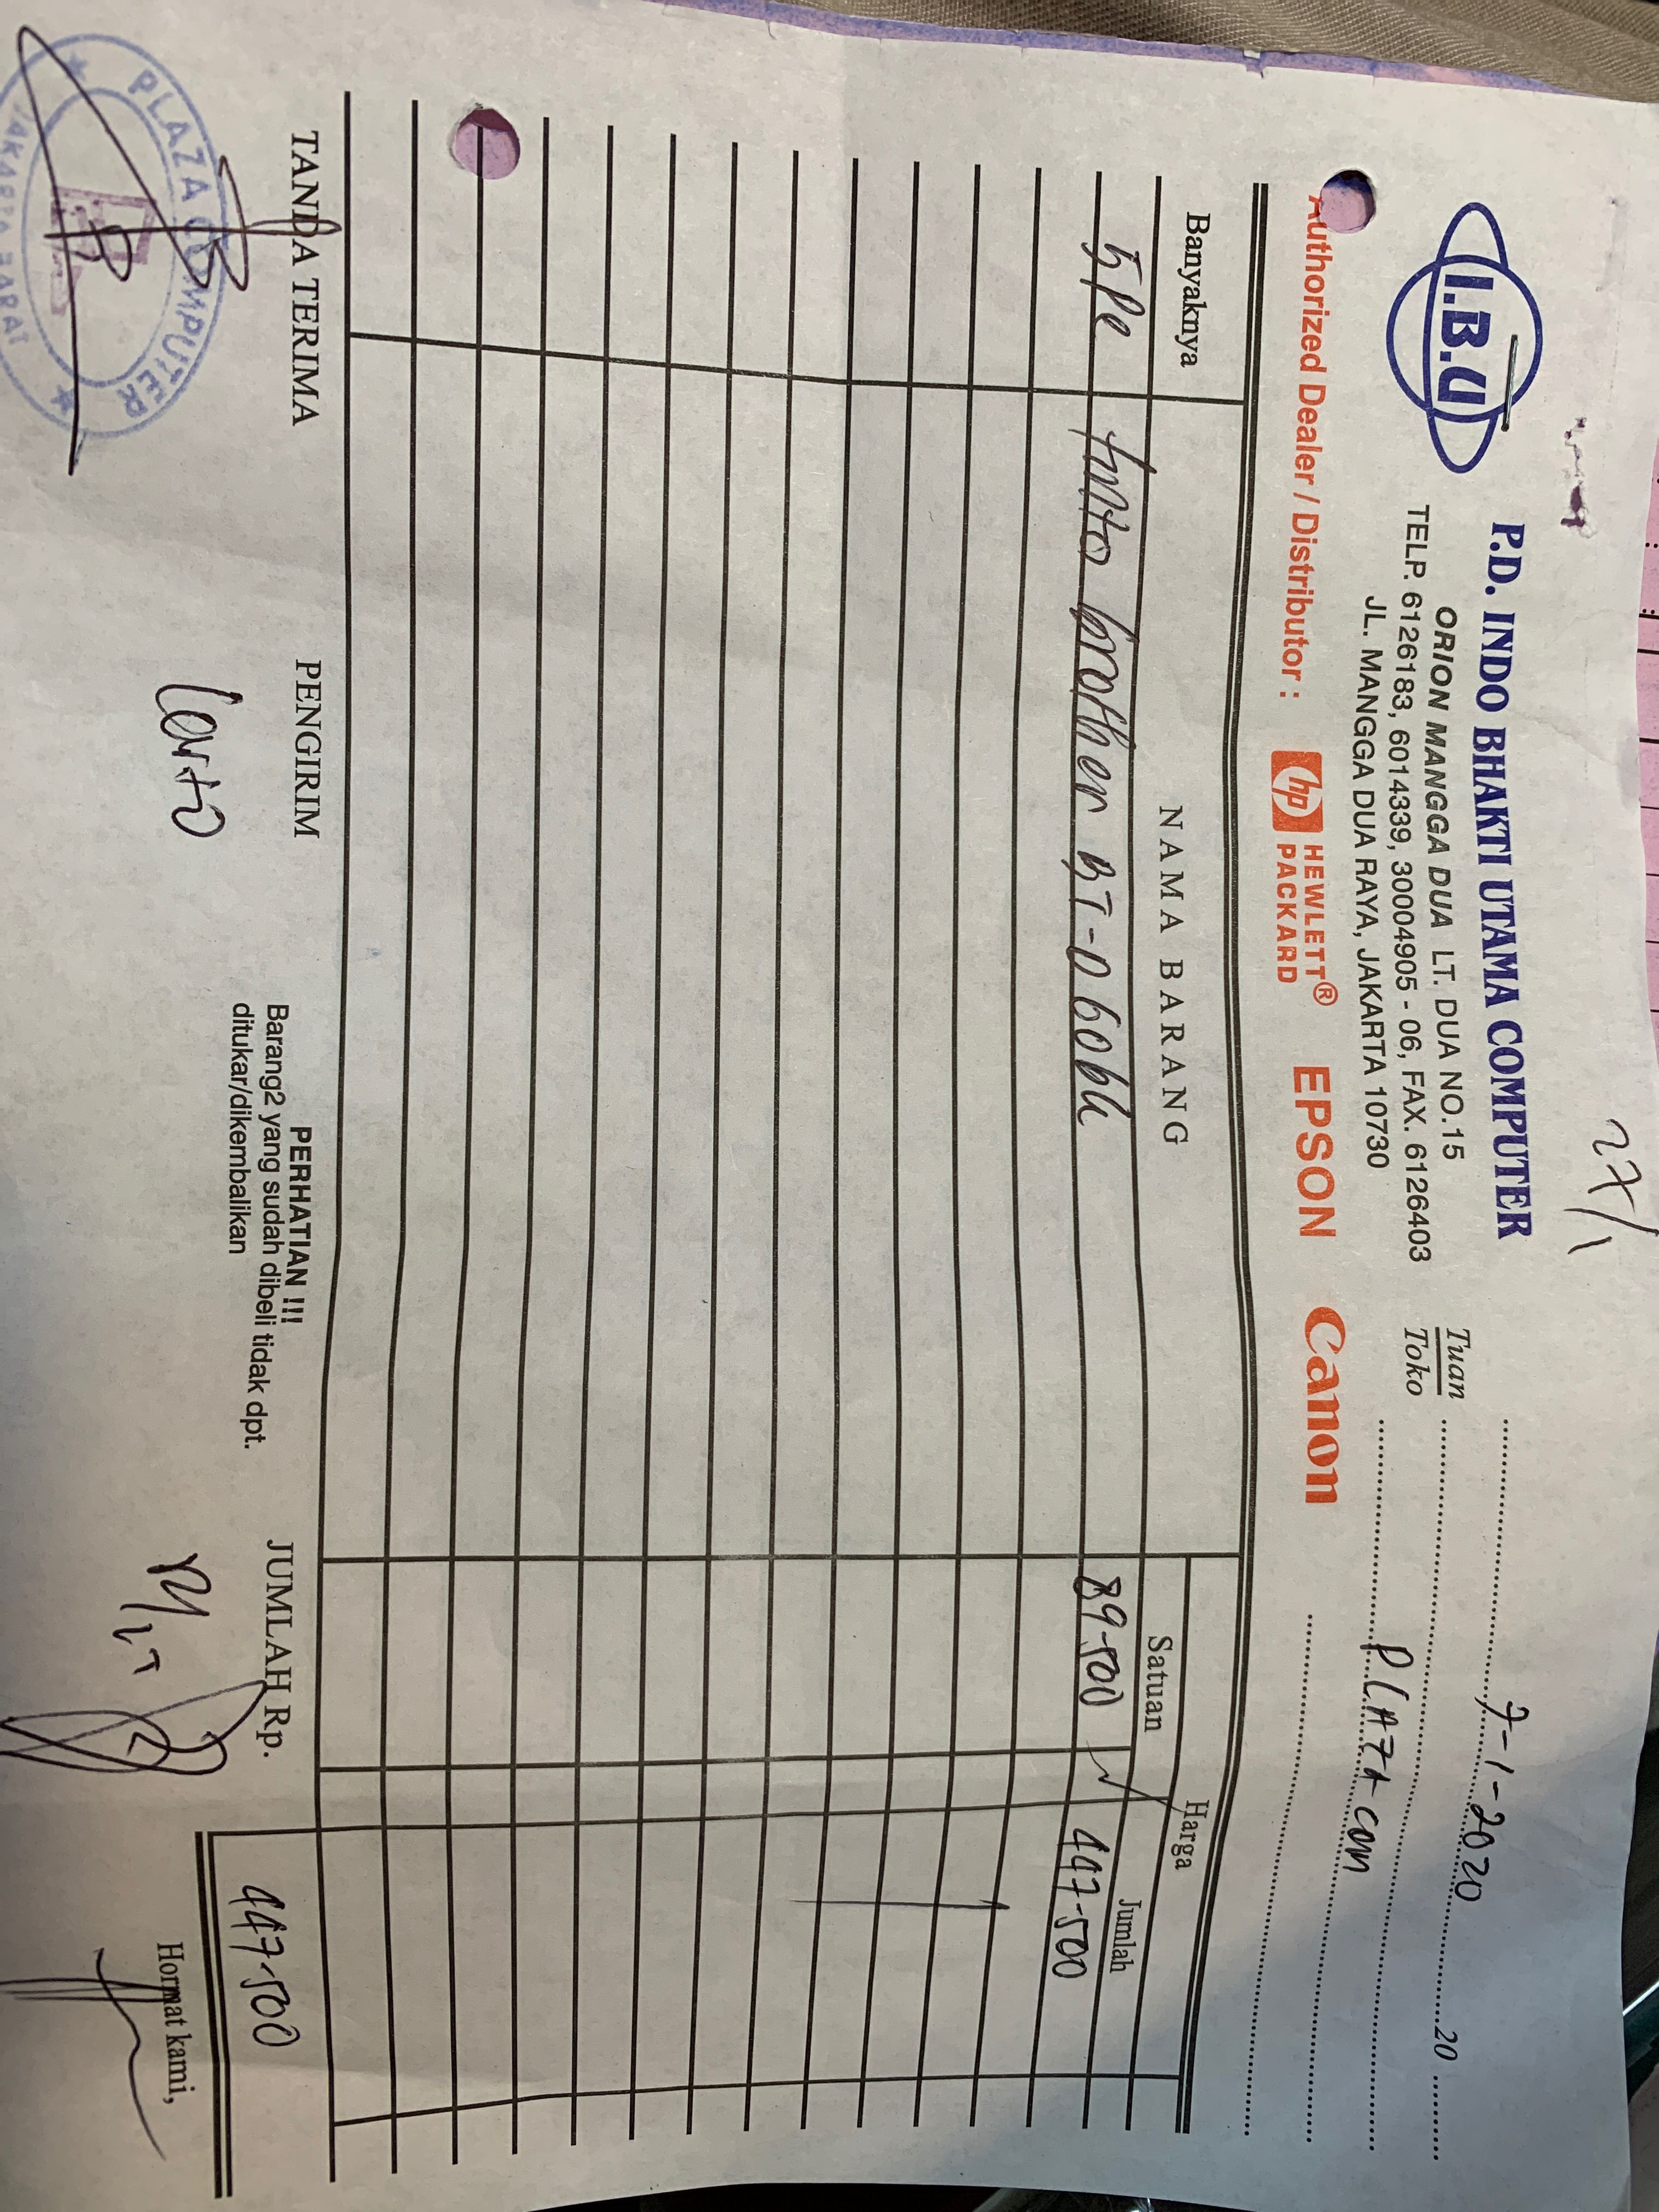 27/1
I.B.U
P.D. INDO BHAKTI UTAMA COMPUTER
ORION MANGGA DUA LT. DUA NO.15
TELP. 6126183, 6014339, 30004905 - 06, FAX. 6126403
JL. MANGGA DUA RAYA, JAKARTA 10730
7-1-2020 20
Tuan
Toko
PLAZA com
Authorized Dealer / Distributor : hp HEWLETT® PACKARD EPSON Canon
Banyaknya NAMA BARANG Harga
Satuan Jumlah
5 pc tinta brother BT-D60bk 89.500 447.500
TANDA TERIMA PENGIRIM JUMLAH Rp. 447.500
PERHATIAN !!!
Barang2 yang sudah dibeli tidak dpt.
ditukar/dikembalikan
Hormat kami,
PLAZA COMPUTER
JAKARTA BARAT